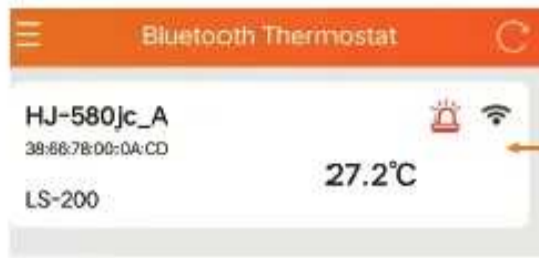 Bluetooth Thermostat
HJ-580jc_A
38:66:78:00:0A:CD
27.2°C
LS-200